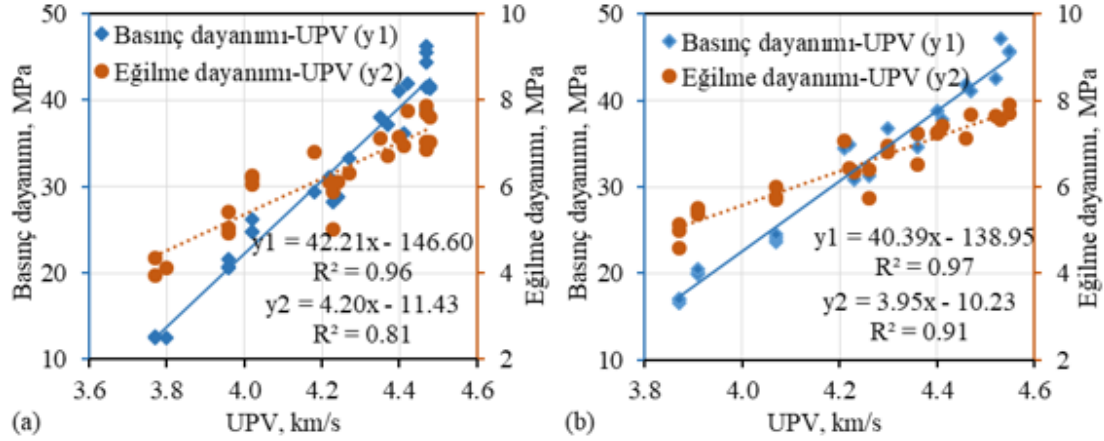 50
40
30
20
10
Basınç dayanımı, MPa
Basınç dayanımı-UPV (y1)
Eğilme dayanımı-UPV (y2)
y1 = 42.21x - 146.60
R² = 0.96
y2 = 4.20x - 11.43
R² = 0.81
10
8
6
4
2
Eğilme dayanımı, MPa
3.6 3.8 4.0 4.2 4.4 4.6
(a) UPV, km/s
50
40
30
20
10
Basınç dayanımı, MPa
Basınç dayanımı-UPV (y1)
Eğilme dayanımı-UPV (y2)
y1 = 40.39x - 138.95
R² = 0.97
y2 = 3.95x - 10.23
R² = 0.91
10
8
6
4
2
Eğilme dayanımı, MPa
3.8 4.0 4.2 4.4 4.6
(b) UPV, km/s